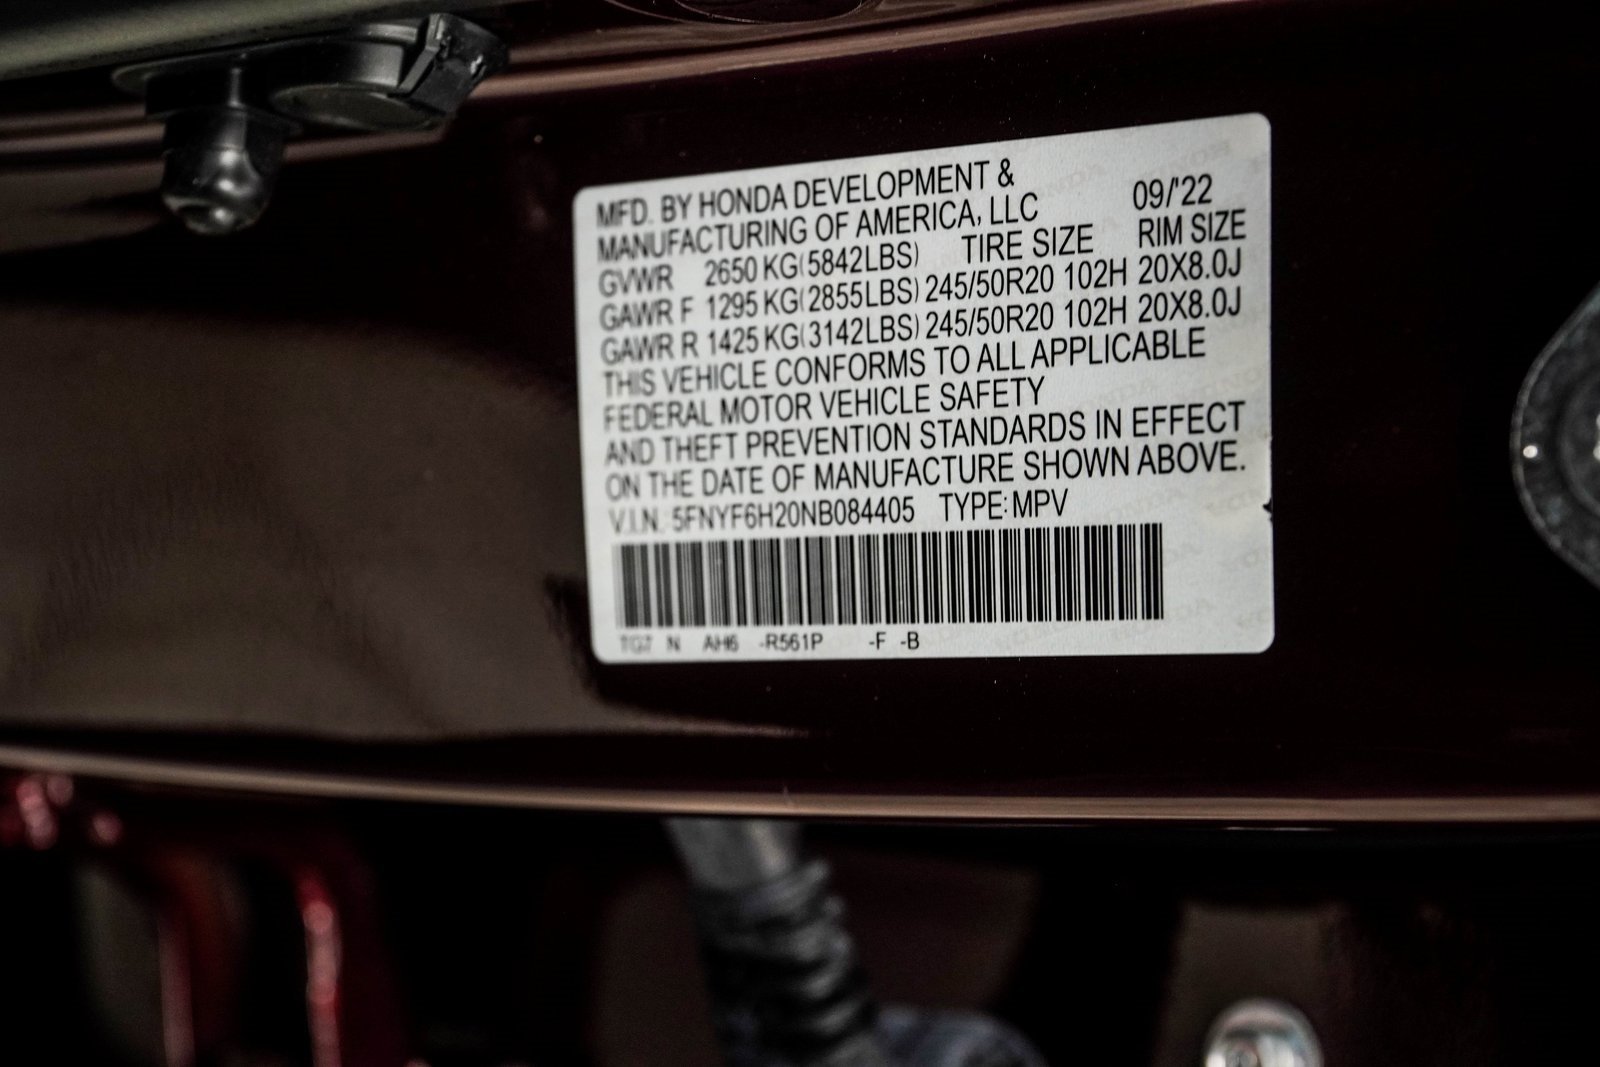 MFD. BY HONDA DEVELOPMENT &
MANUFACTURING OF AMERICA, LLC 09/'22
GVWR 2650 KG(5842LBS) TIRE SIZE RIM SIZE
GAWR F 1295 KG(2855LBS) 245/50R20 102H 20X8.0J
GAWR R 1425 KG(3142LBS) 245/50R20 102H 20X8.0J
THIS VEHICLE CONFORMS TO ALL APPLICABLE
FEDERAL MOTOR VEHICLE SAFETY
AND THEFT PREVENTION STANDARDS IN EFFECT
ON THE DATE OF MANUFACTURE SHOWN ABOVE.
V.I.N. 5FNYF6H20NB084405 TYPE:MPV
TG7 N AH6 -R561P -F -B